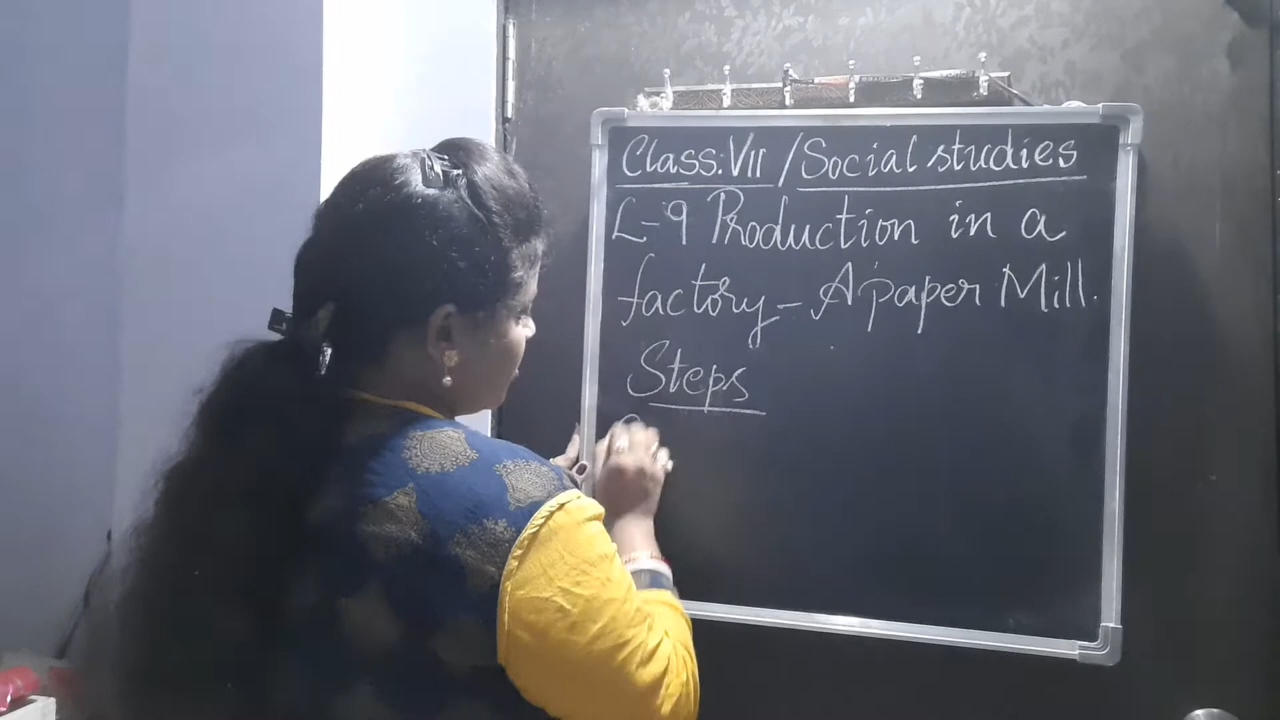 Class: VII / Social studies
L-9 Production in a
factory - A paper Mill.
Steps